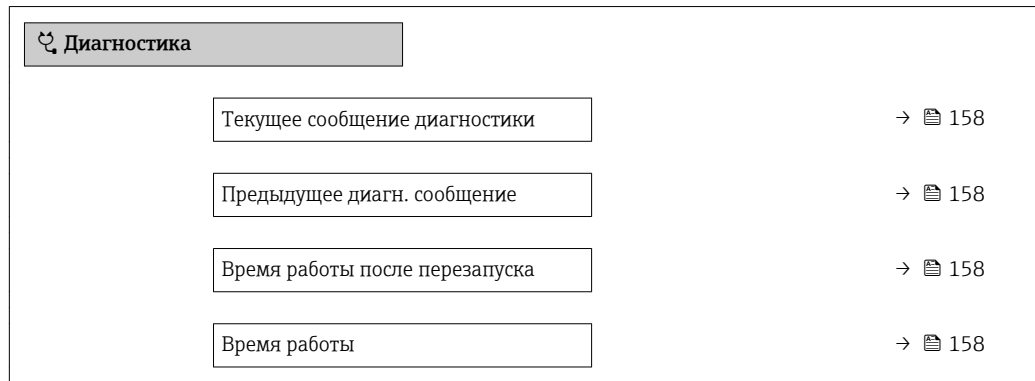 Диагностика
Текущее сообщение диагностики → 158
Предыдущее диагн. сообщение → 158
Время работы после перезапуска → 158
Время работы → 158